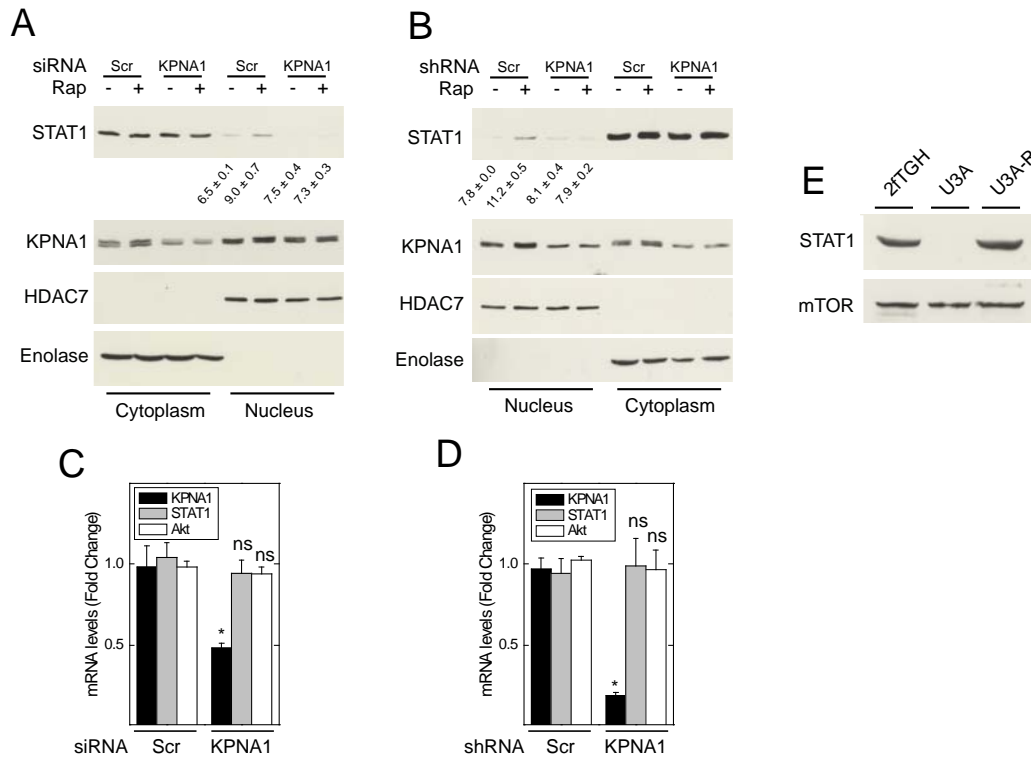 A
siRNA Scr KPNA1 Scr KPNA1
Rap - + - + - + - +
STAT1
6.5 ± 0.1 9.0 ± 0.7 7.5 ± 0.4 7.3 ± 0.3
KPNA1
HDAC7
Enolase
Cytoplasm Nucleus
B
shRNA Scr KPNA1 Scr KPNA1
Rap - + - + - + - +
STAT1
7.8 ± 0.0 11.2 ± 0.5 8.1 ± 0.4 7.9 ± 0.2
KPNA1
HDAC7
Enolase
Nucleus Cytoplasm
E
2fTGH U3A U3A-R
STAT1
mTOR
C
mRNA levels (Fold Change)
KPNA1
STAT1
Akt
ns ns
1.0
*
0.5
siRNA Scr KPNA1
D
mRNA levels (Fold Change)
KPNA1
STAT1
Akt
ns ns
1.0
0.5
*
shRNA Scr KPNA1